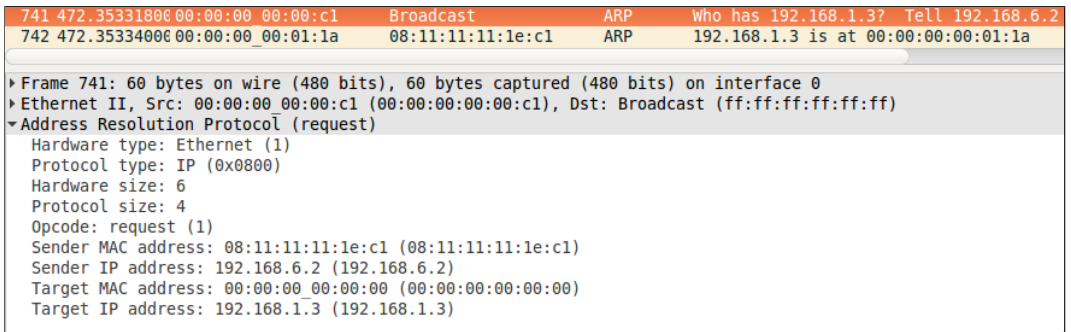 741 472.35331800 00:00:00_00:00:c1 Broadcast ARP Who has 192.168.1.3? Tell 192.168.6.2
742 472.35334000 00:00:00_00:01:1a 08:11:11:11:1e:c1 ARP 192.168.1.3 is at 00:00:00:00:01:1a
Frame 741: 60 bytes on wire (480 bits), 60 bytes captured (480 bits) on interface 0
Ethernet II, Src: 00:00:00_00:00:c1 (00:00:00:00:00:c1), Dst: Broadcast (ff:ff:ff:ff:ff:ff)
Address Resolution Protocol (request)
Hardware type: Ethernet (1)
Protocol type: IP (0x0800)
Hardware size: 6
Protocol size: 4
Opcode: request (1)
Sender MAC address: 08:11:11:11:1e:c1 (08:11:11:11:1e:c1)
Sender IP address: 192.168.6.2 (192.168.6.2)
Target MAC address: 00:00:00_00:00:00 (00:00:00:00:00:00)
Target IP address: 192.168.1.3 (192.168.1.3)